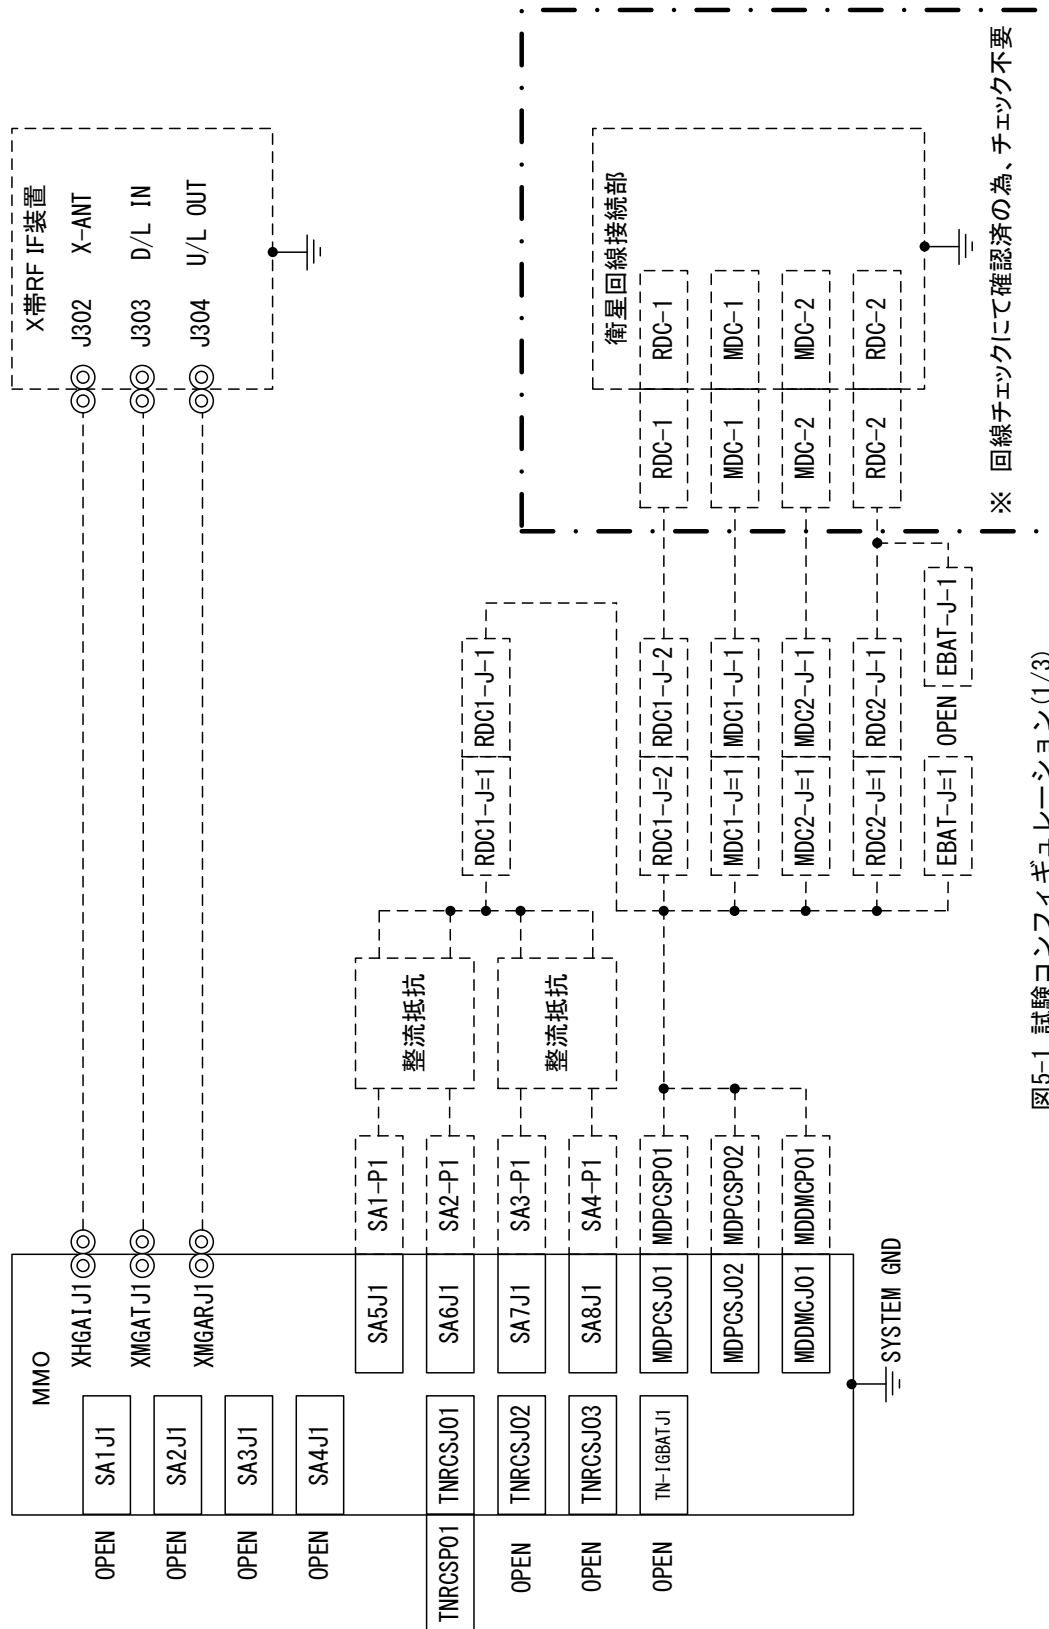 MMO
XHGAIJ1
XMGATJ1
XMGARJ1
SA1J1
OPEN
SA2J1
OPEN
SA3J1
OPEN
SA4J1
OPEN
TNRCSP01
TNRCSJ01
TNRCSJ02
OPEN
TNRCSJ03
OPEN
TN-IGBATJ1
OPEN
SA5J1
SA1-P1
SA6J1
SA2-P1
SA7J1
SA3-P1
SA8J1
SA4-P1
MDPCSJ01
MDPCSP01
MDPCSJ02
MDPCSP02
MDDMCJ01
MDDMCP01
SYSTEM GND
整流抵抗
整流抵抗
RDC1-J=1
RDC1-J-1
RDC1-J=2
RDC1-J-2
MDC1-J=1
MDC1-J-1
MDC2-J=1
MDC2-J-1
RDC2-J=1
RDC2-J-1
EBAT-J=1
OPEN
EBAT-J-1
X帯RF IF装置
J302 X-ANT
J303 D/L IN
J304 U/L OUT
衛星回線接続部
RDC-1
RDC-1
MDC-1
MDC-1
MDC-2
MDC-2
RDC-2
RDC-2
※ 回線チェックにて確認済の為、チェック不要
図5-1 試験コンフィギュレーション(1/3)